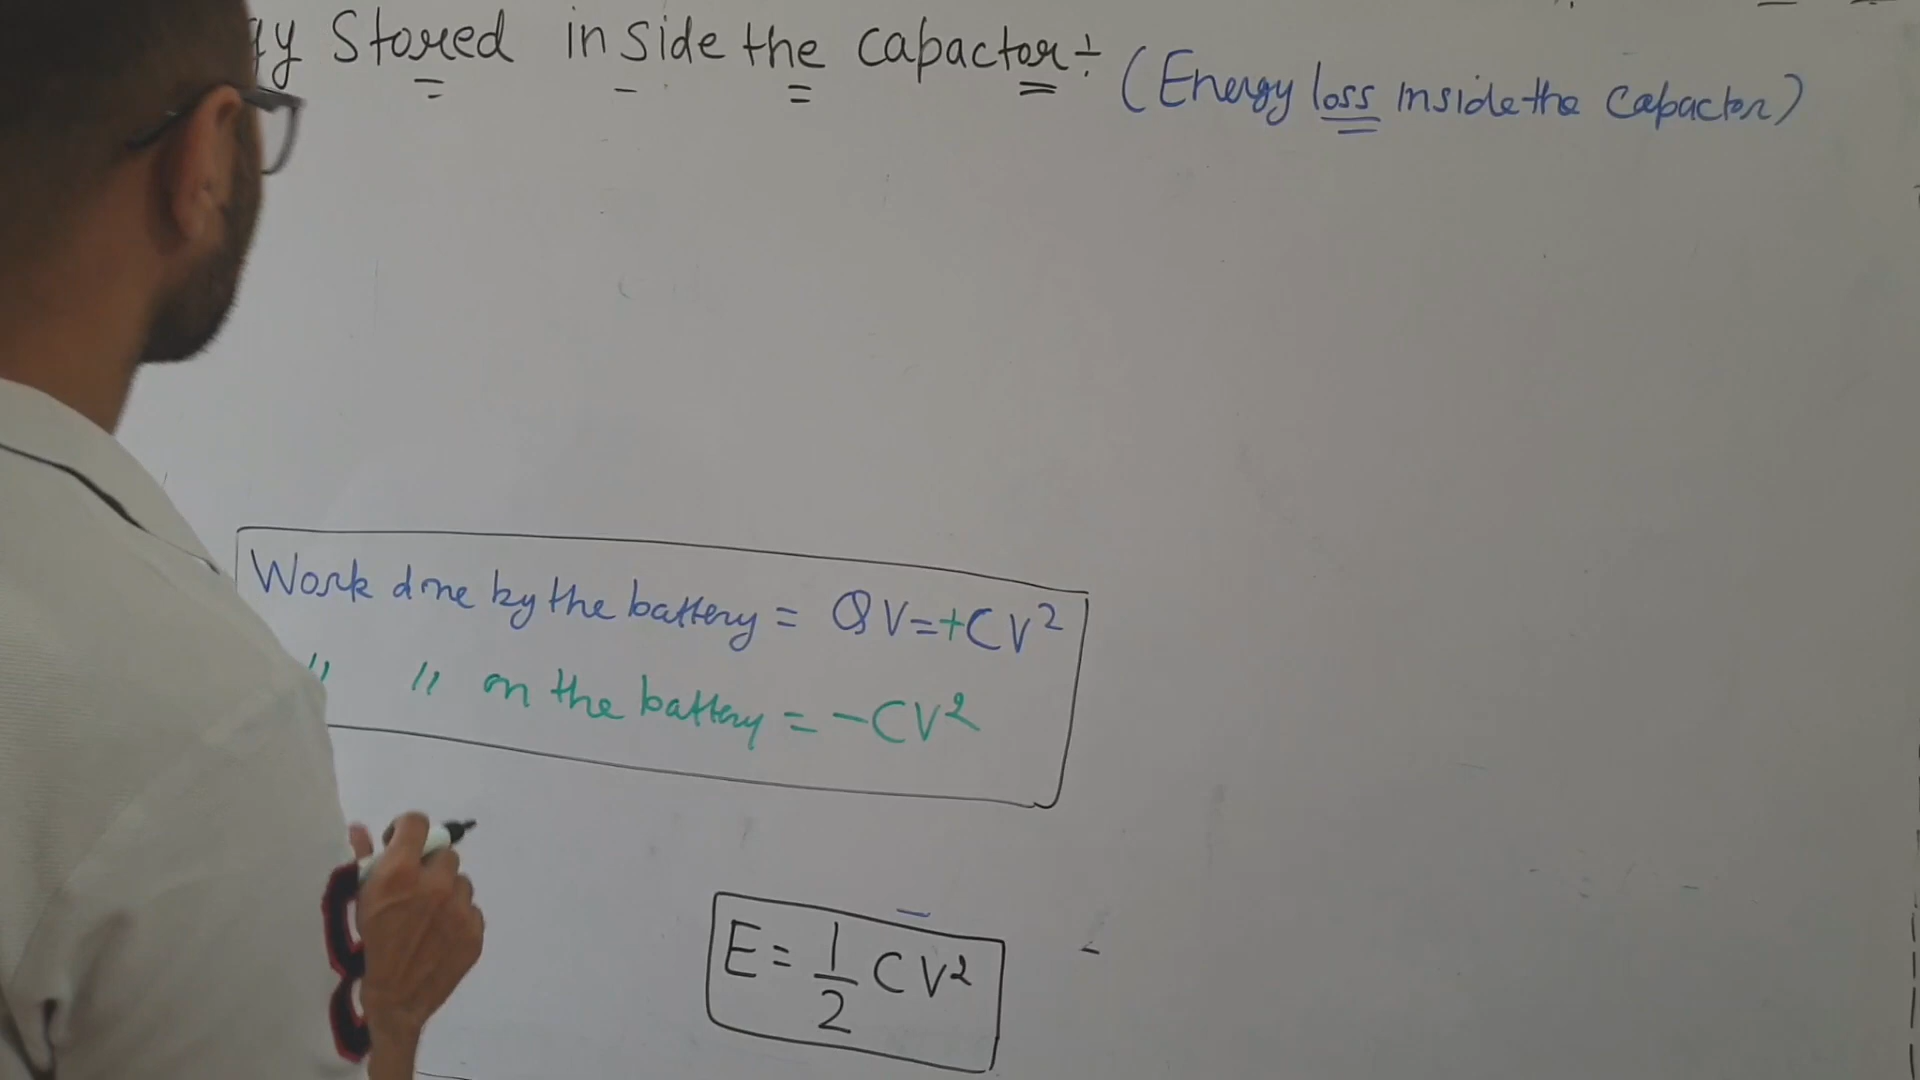 gy Stored inside the capactor÷
(Energy loss inside the Capactor)
Work done by the battery = QV=+CV²
" " on the battery = -CV²
E= 1/2 CV²